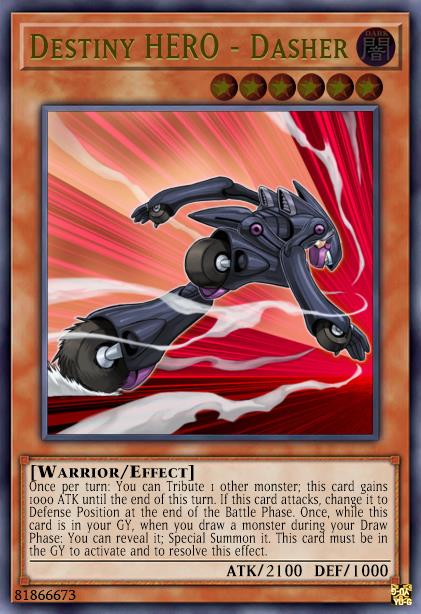 Destiny HERO - Dasher
DARK
闇
[Warrior/Effect]
Once per turn: You can Tribute 1 other monster; this card gains
1000 ATK until the end of this turn. If this card attacks, change it to
Defense Position at the end of the Battle Phase. Once, while this
card is in your GY, when you draw a monster during your Draw
Phase: You can reveal it; Special Summon it. This card must be in
the GY to activate and to resolve this effect.
ATK/2100 DEF/1000
81866673